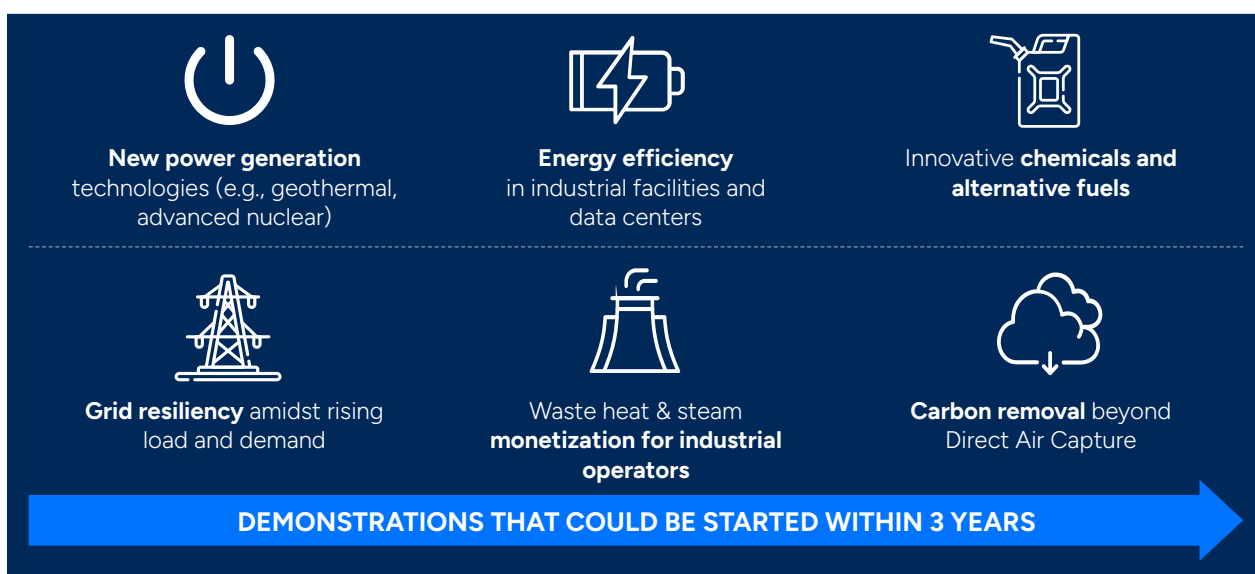 New power generation
technologies (e.g., geothermal,
advanced nuclear)
Energy efficiency
in industrial facilities and
data centers
Innovative chemicals and
alternative fuels
Grid resiliency amidst rising
load and demand
Waste heat & steam
monetization for industrial
operators
Carbon removal beyond
Direct Air Capture
DEMONSTRATIONS THAT COULD BE STARTED WITHIN 3 YEARS